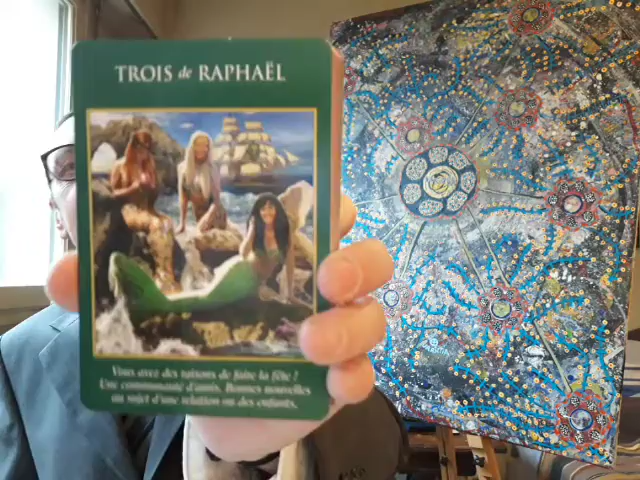 TROIS de RAPHAËL
Vous avez des raisons de faire la fête !
Une communauté d'amis. Bonnes nouvelles
au sujet d'une relation ou des enfants.